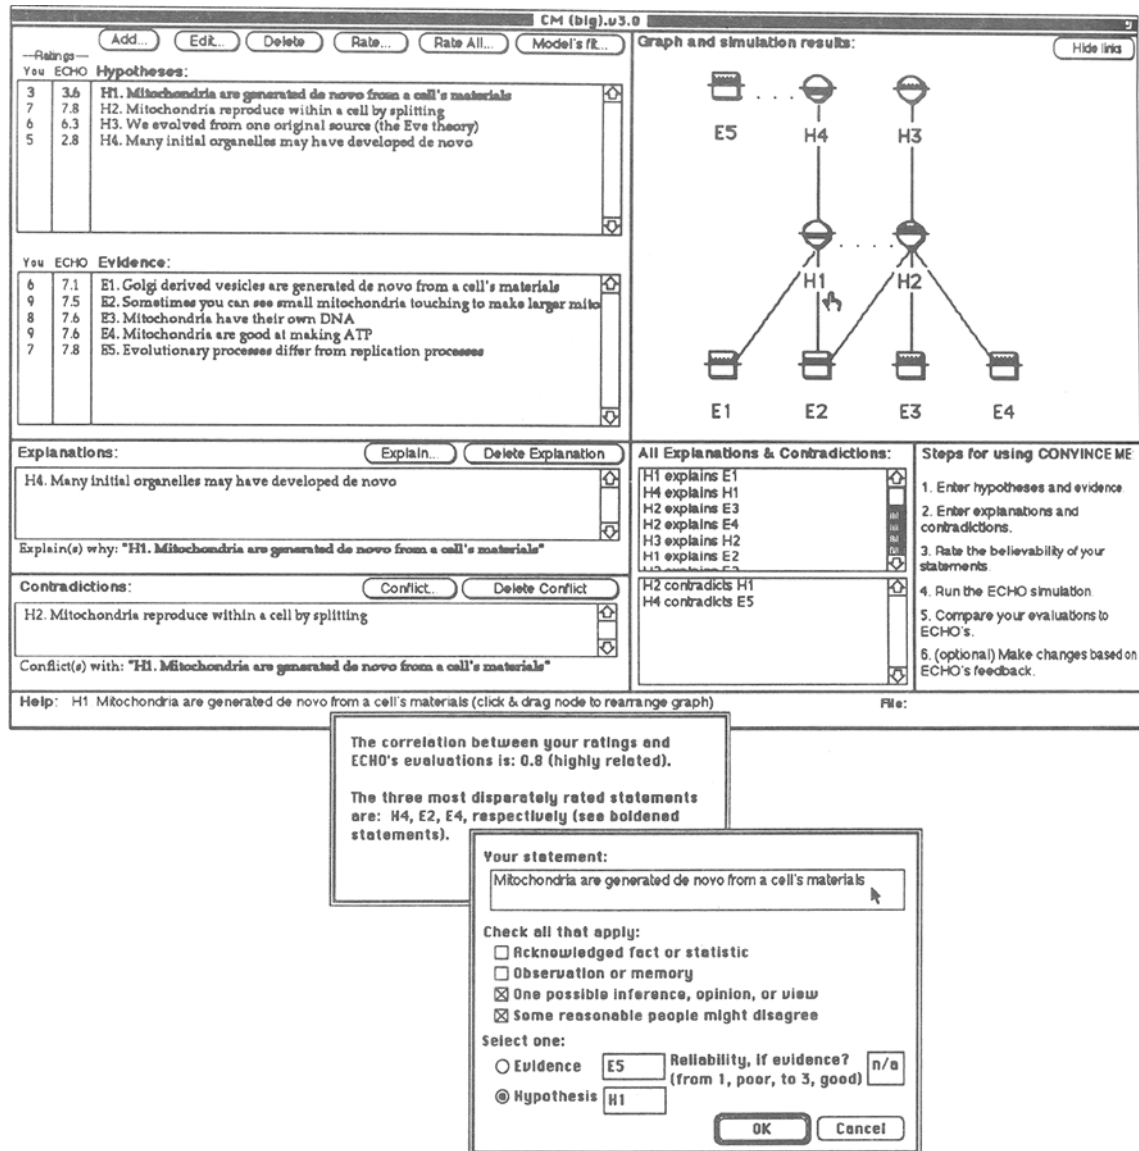 CM (big).v3.0
Add... Edit... Delete Rate... Rate All... Model's fit...
—Ratings—
You ECHO Hypotheses:
3 3.6 H1. Mitochondria are generated de novo from a cell's materials
7 7.8 H2. Mitochondria reproduce within a cell by splitting
6 6.3 H3. We evolved from one original source (the Eve theory)
5 2.8 H4. Many initial organelles may have developed de novo
You ECHO Evidence:
6 7.1 E1. Golgi derived vesicles are generated de novo from a cell's materials
9 7.5 E2. Sometimes you can see small mitochondria touching to make larger mito
8 7.6 E3. Mitochondria have their own DNA
9 7.6 E4. Mitochondria are good at making ATP
7 7.8 E5. Evolutionary processes differ from replication processes
Graph and simulation results:
Hide links
E5 H4 H3
H1 H2
E1 E2 E3 E4
Explanations: Explain... Delete Explanation
H4. Many initial organelles may have developed de novo
Explain(s) why: "H1. Mitochondria are generated de novo from a cell's materials"
Contradictions: Conflict... Delete Conflict
H2. Mitochondria reproduce within a cell by splitting
Conflict(s) with: "H1. Mitochondria are generated de novo from a cell's materials"
All Explanations & Contradictions:
H1 explains E1
H4 explains H1
H2 explains E3
H2 explains E4
H3 explains H2
H1 explains E2
H2 explains E2
H2 contradicts H1
H4 contradicts E5
Steps for using CONVINCE ME
1. Enter hypotheses and evidence.
2. Enter explanations and
contradictions.
3. Rate the believability of your
statements
4. Run the ECHO simulation.
5. Compare your evaluations to
ECHO's.
6. (optional) Make changes based on
ECHO's feedback.
Help: H1 Mitochondria are generated de novo from a cell's materials (click & drag node to rearrange graph) File:
The correlation between your ratings and
ECHO's evaluations is: 0.8 (highly related).
The three most disparately rated statements
are: H4, E2, E4, respectively (see boldened
statements).
Your statement:
Mitochondria are generated de novo from a cell's materials
Check all that apply:
Acknowledged fact or statistic
Observation or memory
One possible inference, opinion, or view
Some reasonable people might disagree
Select one:
Evidence E5 Reliability, if evidence? n/a
(from 1, poor, to 3, good)
Hypothesis H1
OK Cancel